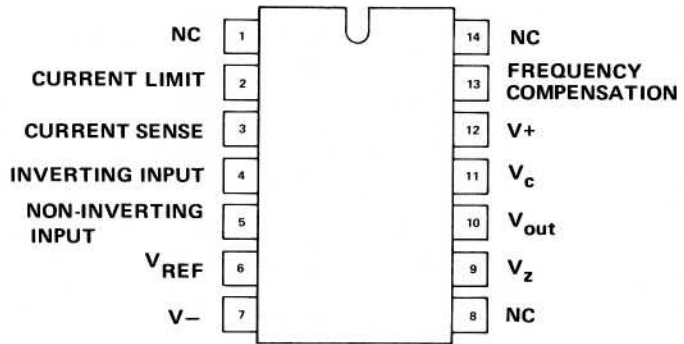 NC 1
CURRENT LIMIT 2
CURRENT SENSE 3
INVERTING INPUT 4
NON-INVERTING
INPUT 5
VREF 6
V− 7
14 NC
13 FREQUENCY
COMPENSATION
12 V+
11 Vc
10 Vout
9 Vz
8 NC